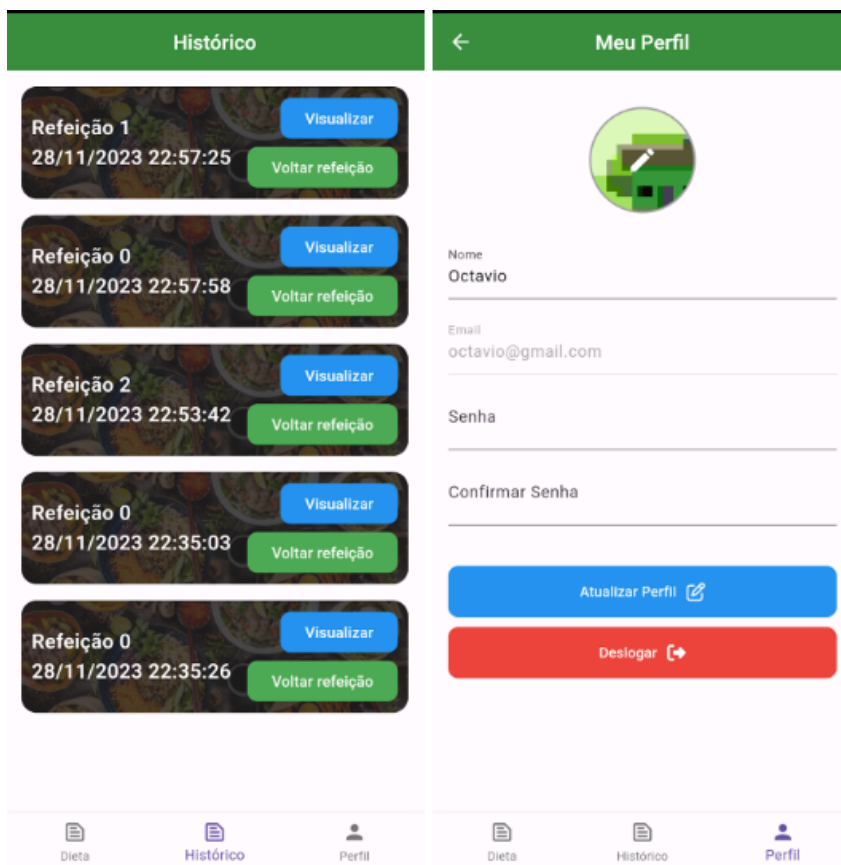 Histórico
Refeição 1
28/11/2023 22:57:25
Visualizar
Voltar refeição
Refeição 0
28/11/2023 22:57:58
Visualizar
Voltar refeição
Refeição 2
28/11/2023 22:53:42
Visualizar
Voltar refeição
Refeição 0
28/11/2023 22:35:03
Visualizar
Voltar refeição
Refeição 0
28/11/2023 22:35:26
Visualizar
Voltar refeição
Dieta
Histórico
Perfil
Meu Perfil
Nome
Octavio
Email
octavio@gmail.com
Senha
Confirmar Senha
Atualizar Perfil
Deslogar
Dieta
Histórico
Perfil